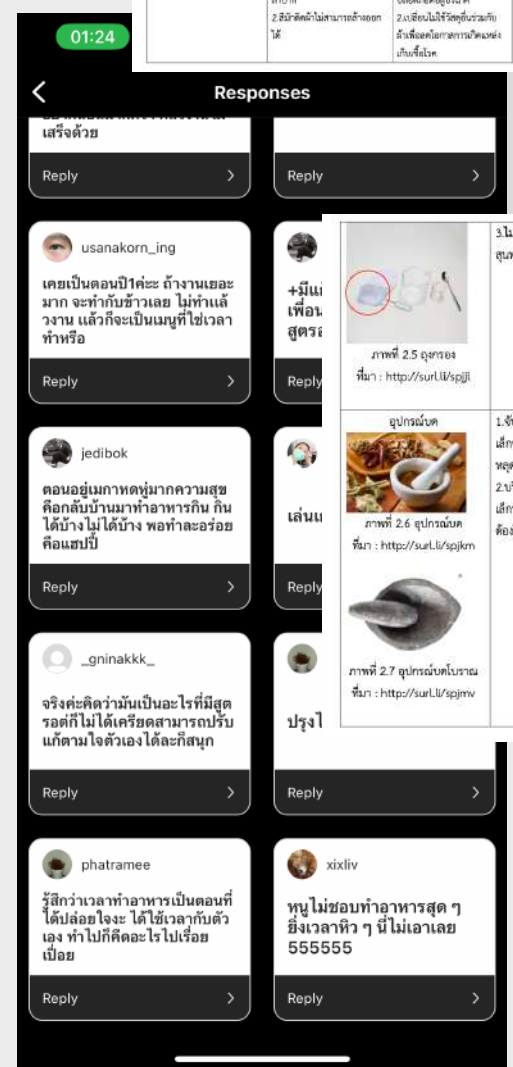 01:24
2.สีมักติดผ้าไม่สามารถล้างออก
ได้
2.เปลี่ยนไม่ใช้วัสดุอื่นร่วมกับ
ผ้าเพื่อลดโอกาสการเกิดแหล่ง
เก็บเชื้อโรค
Responses
เสร็จด้วย
Reply
Reply
usanakorn_ing
เคยเป็นตอนปี1ค่ะะ ถ้างานเยอะ
มาก จะทำกับข้าวเลย ไม่ทำแล้
วงาน แล้วก็จะเป็นเมนูที่ใช่เวลา
ทำหรือ
Reply
+มีแ
เพื่อน
สูตร
Reply
ภาพที่ 2.5 ถุงกรอง
ที่มา : http://surl.li/spjjl
jedibok
ตอนอยู่เมกาหดหู่มากความสุข
คือกลับบ้านมาทำอาหารกิน กิน
ได้บ้างไม่ได้บ้าง พอทำละอร่อย
คือแฮปปี้
Reply
เล่นเ
Reply
อุปกรณ์บด
ภาพที่ 2.6 อุปกรณ์บด
ที่มา : http://surl.li/spjkm
ภาพที่ 2.7 อุปกรณ์บดโบราณ
ที่มา : http://surl.li/spjmv
_gninakkk_
จริงค่ะคิดว่ามันเป็นอะไรที่มีสูต
รอต่ก็ไม่ได้เครียดสามารถปรับ
แก้ตามใจตัวเองได้ละก็สนุก
Reply
ปรุงไ
Reply
phatramee
รู้สึกว่าเวลาทำอาหารเป็นตอนที่
ได้ปล่อยใจงะ ได้ใช้เวลากับตัว
เอง ทำไปก็คิดอะไรไปเรื่อย
เปื่อย
Reply
xixliv
หนูไม่ชอบทำอาหารสุด ๆ
ยิ่งเวลาหิว ๆ นี่ไม่เอาเลย
555555
Reply